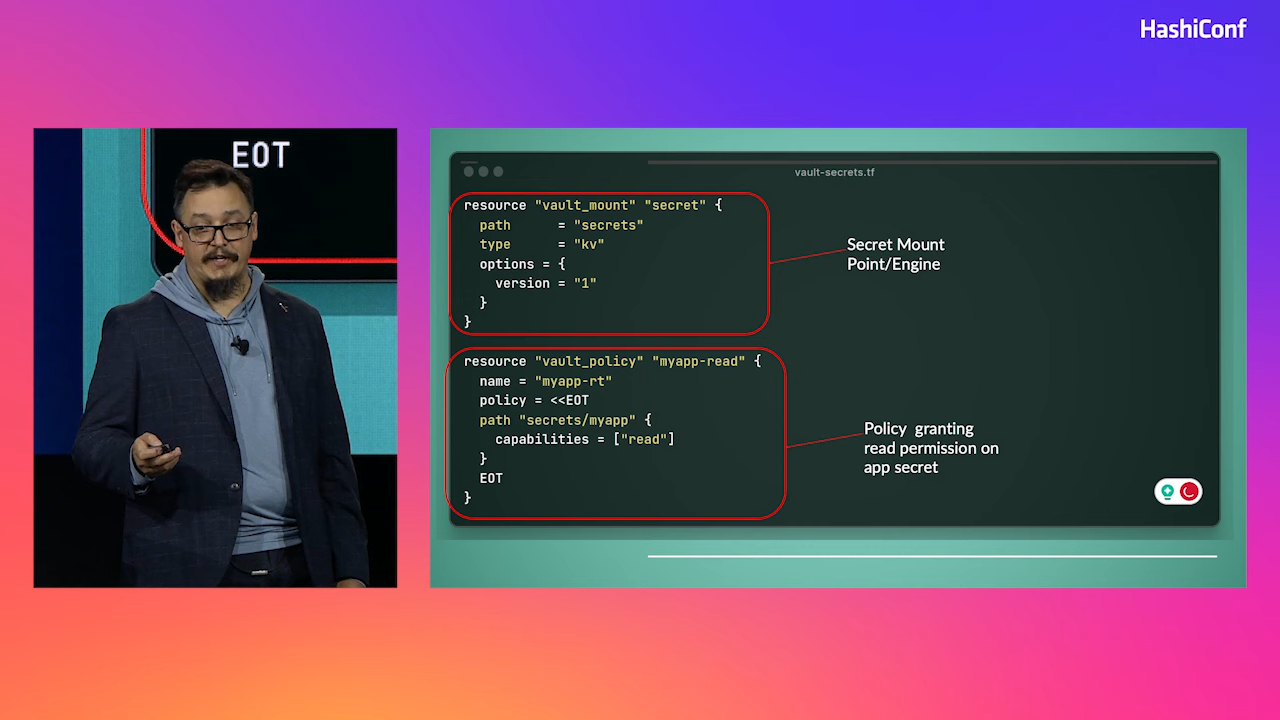 HashiConf
EOT
vault-secrets.tf
resource "vault_mount" "secret" {
path = "secrets"
type = "kv"
options = {
version = "1"
}
}
Secret Mount
Point/Engine
resource "vault_policy" "myapp-read" {
name = "myapp-rt"
policy = <<EOT
path "secrets/myapp" {
capabilities = ["read"]
}
EOT
}
Policy granting
read permission on
app secret